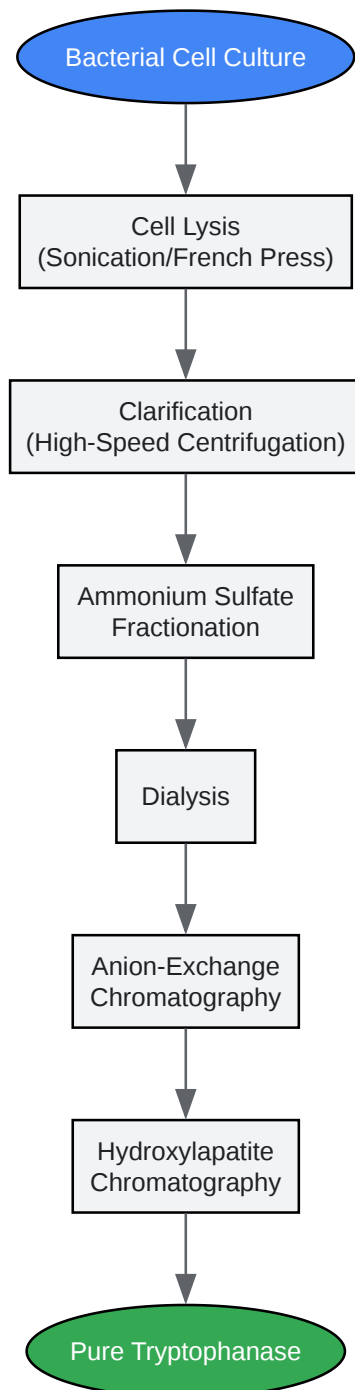 Bacterial Cell Culture
Cell Lysis
(Sonication/French Press)
Clarification
(High-Speed Centrifugation)
Ammonium Sulfate
Fractionation
Dialysis
Anion-Exchange
Chromatography
Hydroxylapatite
Chromatography
Pure Tryptophanase